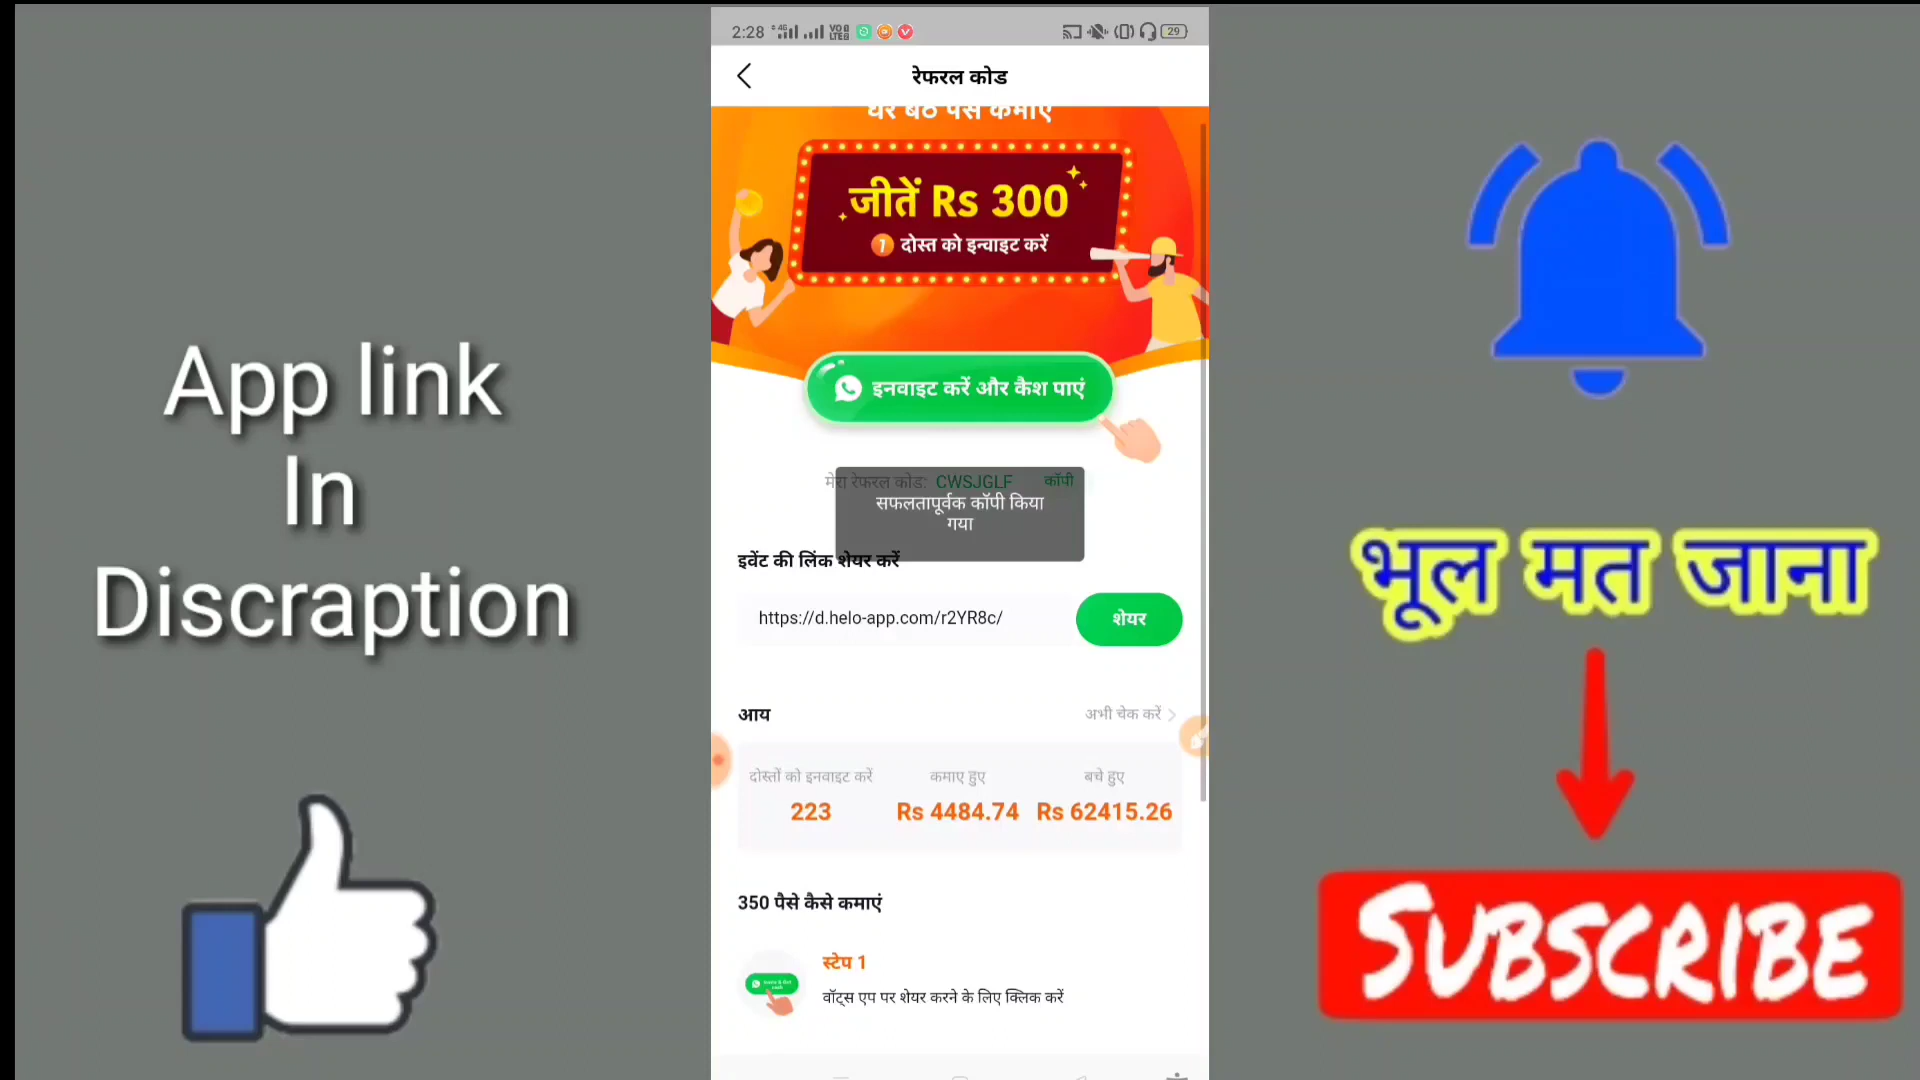 App link
In
Discraption
2:28
29
रेफरल कोड
घर बैठे पैसे कमाएं
जीतें Rs 300
1 दोस्त को इन्वाइट करें
इनवाइट करें और कैश पाएं
मेरा रेफरल कोड: CWSJGLF कॉपी
सफलतापूर्वक कॉपी किया
गया
इवेंट की लिंक शेयर करें
https://d.helo-app.com/r2YR8c/
शेयर
आय
अभी चेक करें
दोस्तों को इनवाइट करें कमाए हुए बचे हुए
223 Rs 4484.74 Rs 62415.26
350 पैसे कैसे कमाएं
स्टेप 1
वॉट्स एप पर शेयर करने के लिए क्लिक करें
भूल मत जाना
SUBSCRIBE